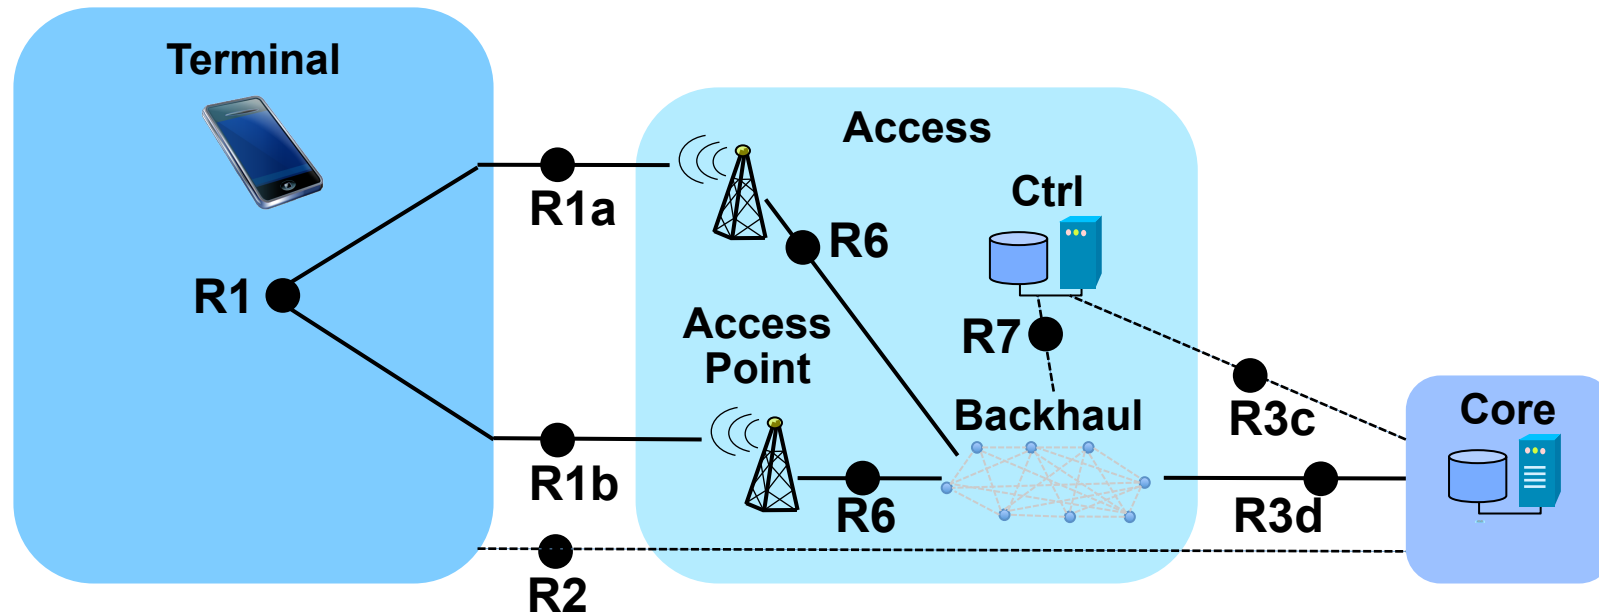 Terminal
Access
Ctrl
R1a
R6
R1
R7
Access
Point
Backhaul
R3c
Core
R1b
R6
R3d
R2